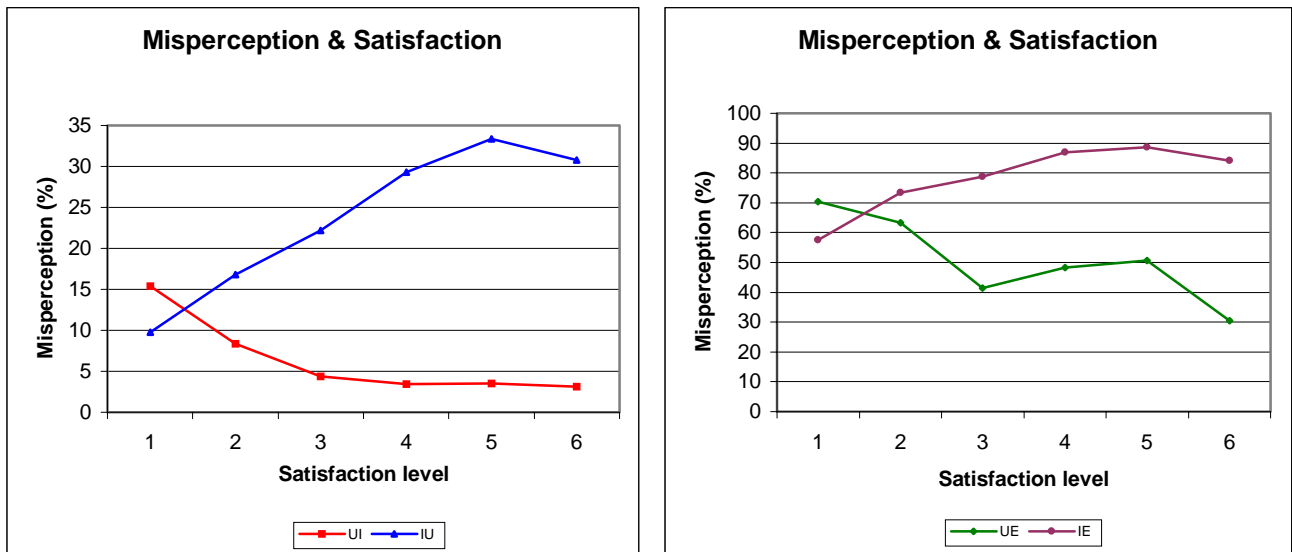 Misperception & Satisfaction
35
30
25
20
15
10
5
0
Misperception (%)
1 2 3 4 5 6
Satisfaction level
UI IU
Misperception & Satisfaction
100
90
80
70
60
50
40
30
20
10
0
Misperception (%)
1 2 3 4 5 6
Satisfaction level
UE IE